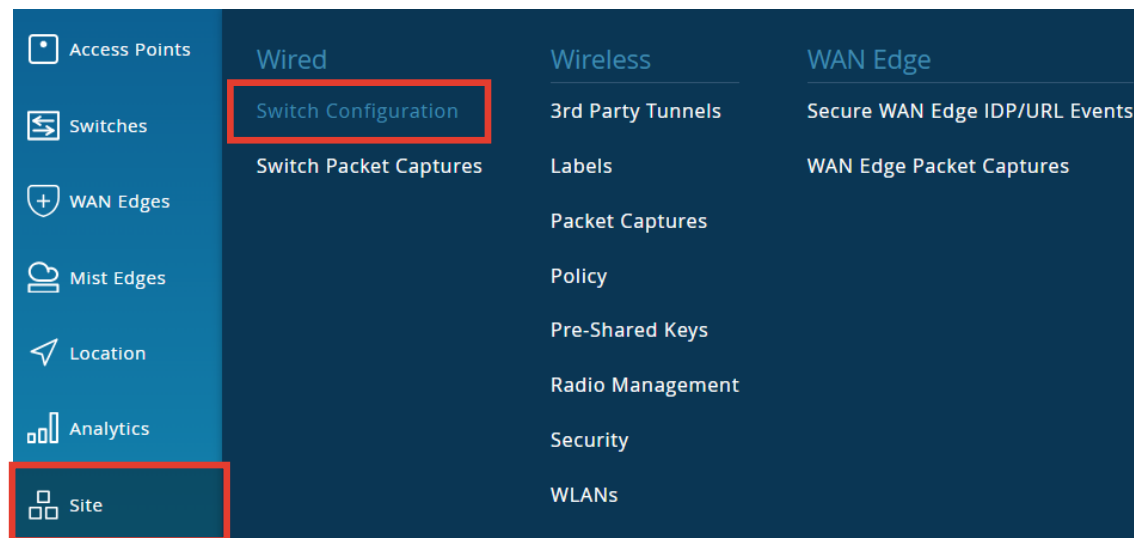 Access Points
Switches
WAN Edges
Mist Edges
Location
Analytics
Site
Wired
Switch Configuration
Switch Packet Captures
Wireless
3rd Party Tunnels
Labels
Packet Captures
Policy
Pre-Shared Keys
Radio Management
Security
WLANs
WAN Edge
Secure WAN Edge IDP/URL Events
WAN Edge Packet Captures